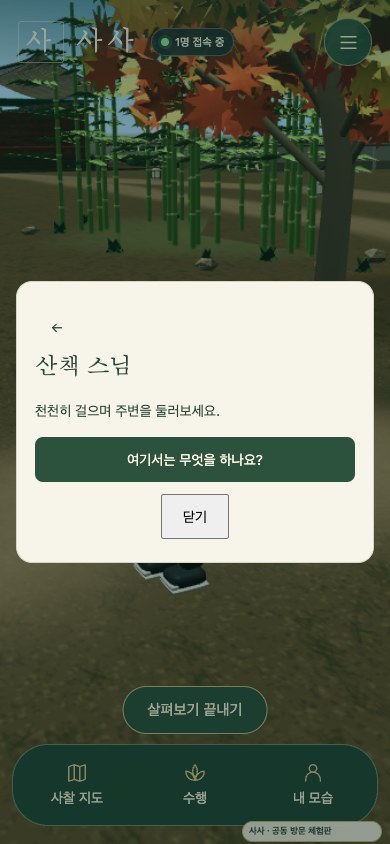 사 사사
1명 접속 중
←
산책 스님
천천히 걸으며 주변을 둘러보세요.
여기서는 무엇을 하나요?
닫기
살펴보기 끝내기
사찰 지도
수행
내 모습
사사 · 공동 방문 체험판